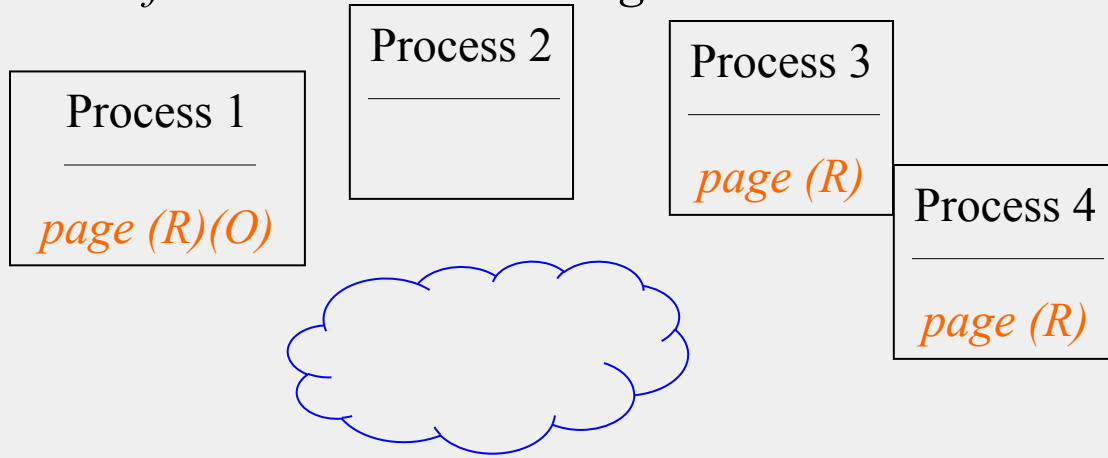 Process 1
page (R)(O)
Process 2
Process 3
page (R)
Process 4
page (R)